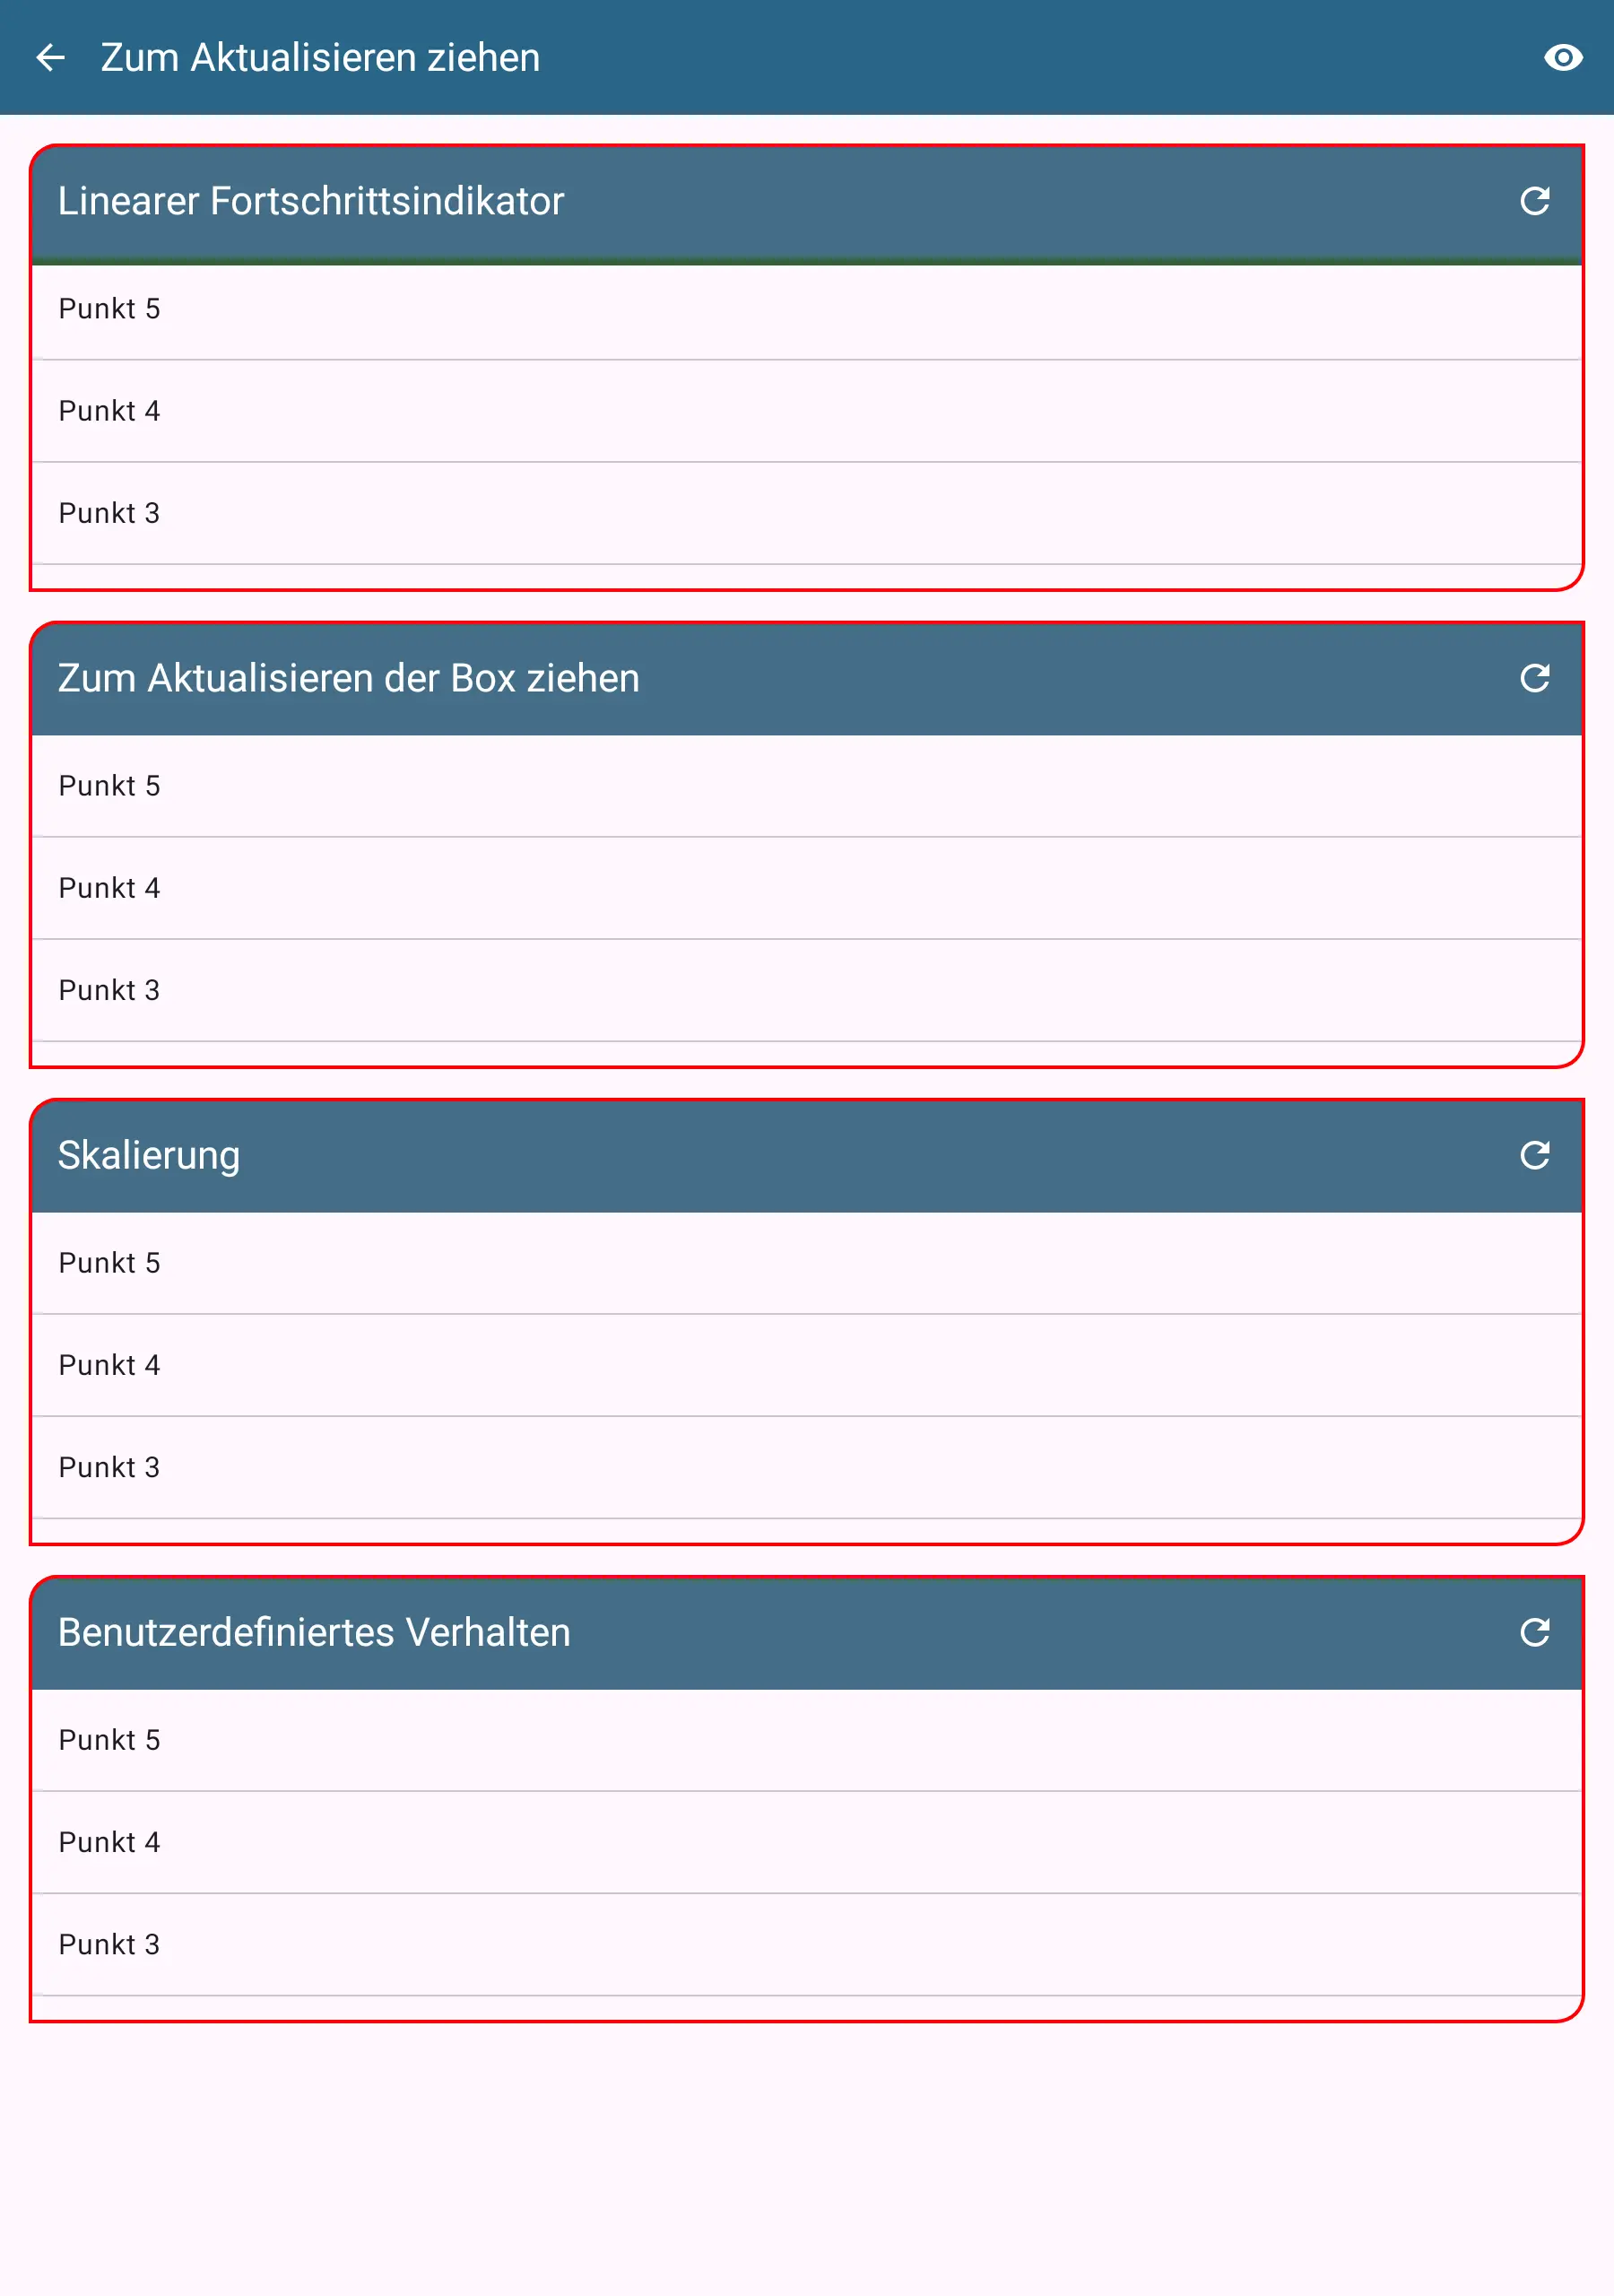 Zum Aktualisieren ziehen
Linearer Fortschrittsindikator
Punkt 5
Punkt 4
Punkt 3
Zum Aktualisieren der Box ziehen
Punkt 5
Punkt 4
Punkt 3
Skalierung
Punkt 5
Punkt 4
Punkt 3
Benutzerdefiniertes Verhalten
Punkt 5
Punkt 4
Punkt 3